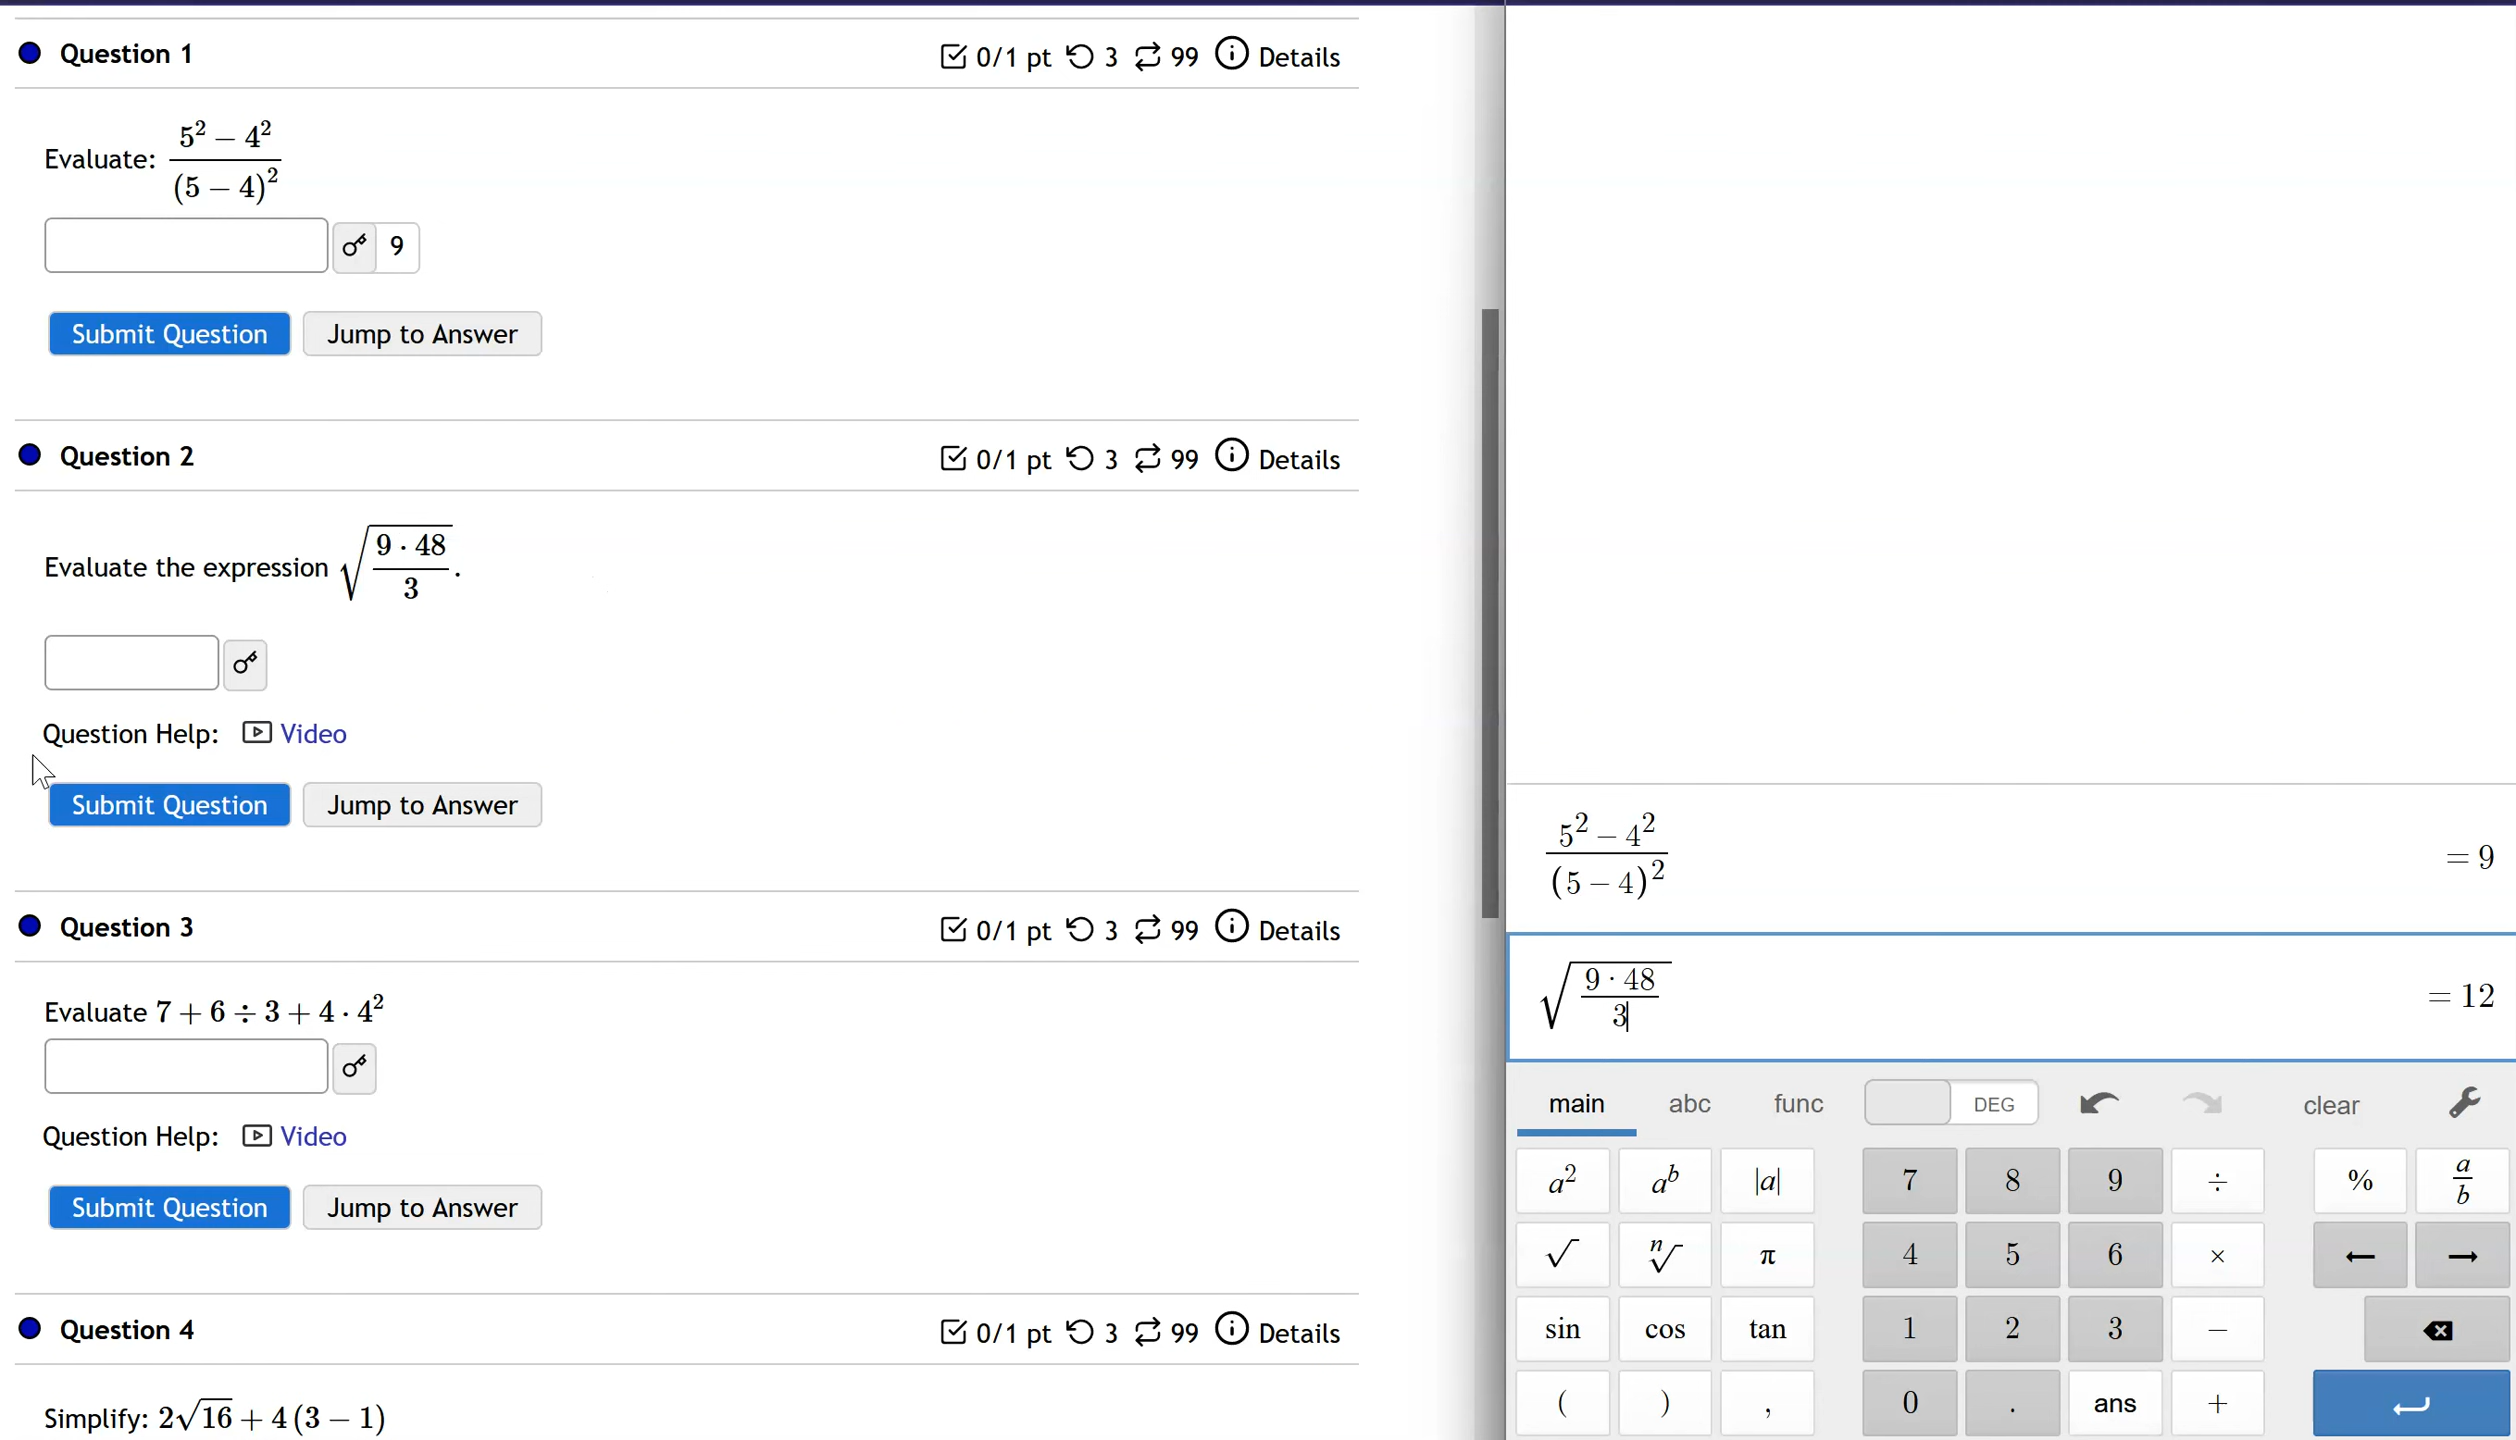 Question 1
0/1 pt 3 99 Details
Evaluate: (5² − 4²)/(5 − 4)²
9
Submit Question Jump to Answer
Question 2
0/1 pt 3 99 Details
Evaluate the expression √((9 · 48)/3).
Question Help: Video
Submit Question Jump to Answer
Question 3
0/1 pt 3 99 Details
Evaluate 7 + 6 ÷ 3 + 4 · 4²
Question Help: Video
Submit Question Jump to Answer
Question 4
0/1 pt 3 99 Details
Simplify: 2√16 + 4(3 − 1)
(5² − 4²)/(5 − 4)² = 9
√((9 · 48)/3) = 12
main abc func DEG clear
a² aᵇ |a| 7 8 9 ÷ % a/b
√ ⁿ√ π 4 5 6 × ← →
sin cos tan 1 2 3 −
( ) , 0 . ans +